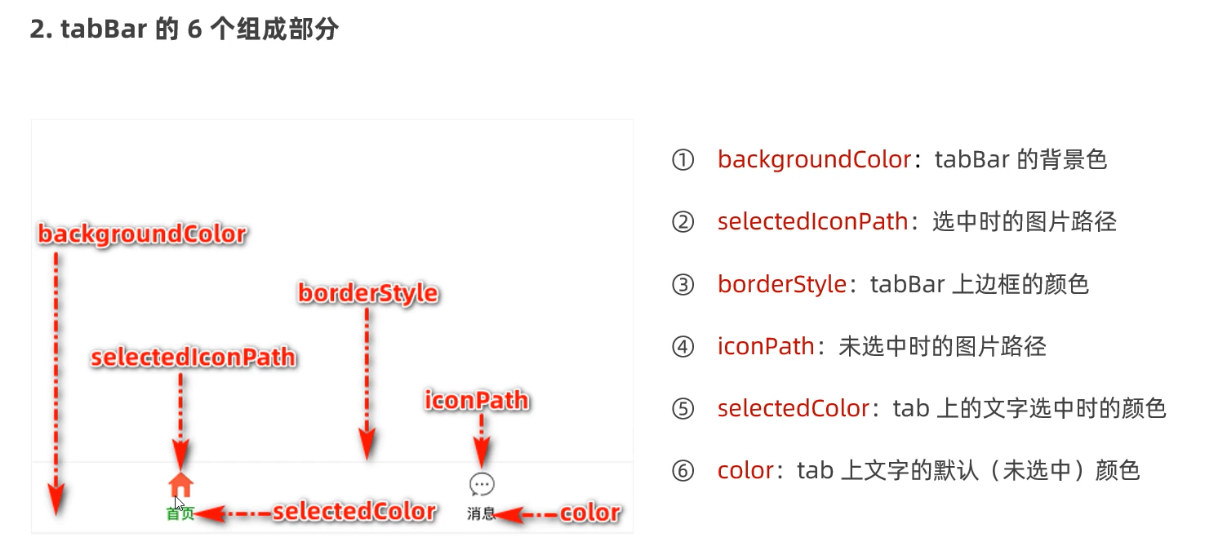 2. tabBar 的 6 个组成部分
backgroundColor
borderStyle
selectedIconPath
iconPath
首页
selectedColor
消息
color
① backgroundColor：tabBar 的背景色
② selectedIconPath：选中时的图片路径
③ borderStyle：tabBar 上边框的颜色
④ iconPath：未选中时的图片路径
⑤ selectedColor：tab 上的文字选中时的颜色
⑥ color：tab 上文字的默认（未选中）颜色